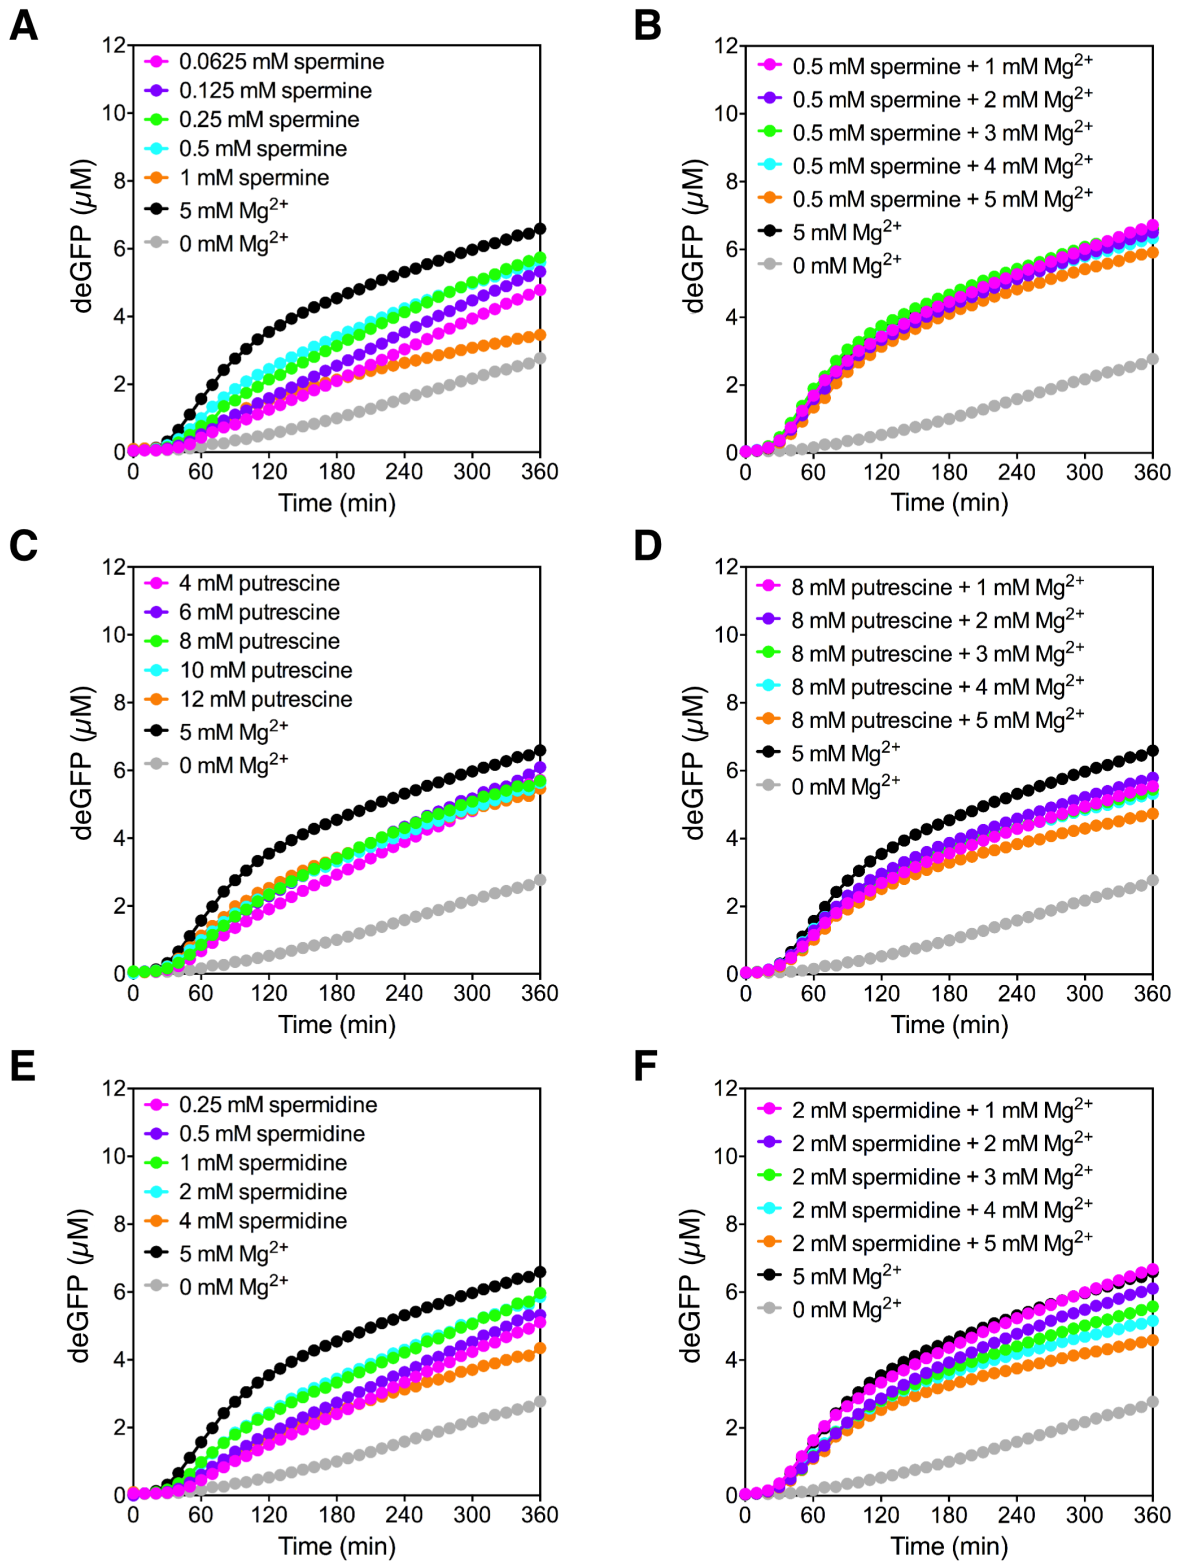 A
12
10
8
6
4
2
0
deGFP (µM)
0.0625 mM spermine
0.125 mM spermine
0.25 mM spermine
0.5 mM spermine
1 mM spermine
5 mM Mg²⁺
0 mM Mg²⁺
0 60 120 180 240 300 360
Time (min)
B
12
10
8
6
4
2
0
deGFP (µM)
0.5 mM spermine + 1 mM Mg²⁺
0.5 mM spermine + 2 mM Mg²⁺
0.5 mM spermine + 3 mM Mg²⁺
0.5 mM spermine + 4 mM Mg²⁺
0.5 mM spermine + 5 mM Mg²⁺
5 mM Mg²⁺
0 mM Mg²⁺
0 60 120 180 240 300 360
Time (min)
C
12
10
8
6
4
2
0
deGFP (µM)
4 mM putrescine
6 mM putrescine
8 mM putrescine
10 mM putrescine
12 mM putrescine
5 mM Mg²⁺
0 mM Mg²⁺
0 60 120 180 240 300 360
Time (min)
D
12
10
8
6
4
2
0
deGFP (µM)
8 mM putrescine + 1 mM Mg²⁺
8 mM putrescine + 2 mM Mg²⁺
8 mM putrescine + 3 mM Mg²⁺
8 mM putrescine + 4 mM Mg²⁺
8 mM putrescine + 5 mM Mg²⁺
5 mM Mg²⁺
0 mM Mg²⁺
0 60 120 180 240 300 360
Time (min)
E
12
10
8
6
4
2
0
deGFP (µM)
0.25 mM spermidine
0.5 mM spermidine
1 mM spermidine
2 mM spermidine
4 mM spermidine
5 mM Mg²⁺
0 mM Mg²⁺
0 60 120 180 240 300 360
Time (min)
F
12
10
8
6
4
2
0
deGFP (µM)
2 mM spermidine + 1 mM Mg²⁺
2 mM spermidine + 2 mM Mg²⁺
2 mM spermidine + 3 mM Mg²⁺
2 mM spermidine + 4 mM Mg²⁺
2 mM spermidine + 5 mM Mg²⁺
5 mM Mg²⁺
0 mM Mg²⁺
0 60 120 180 240 300 360
Time (min)